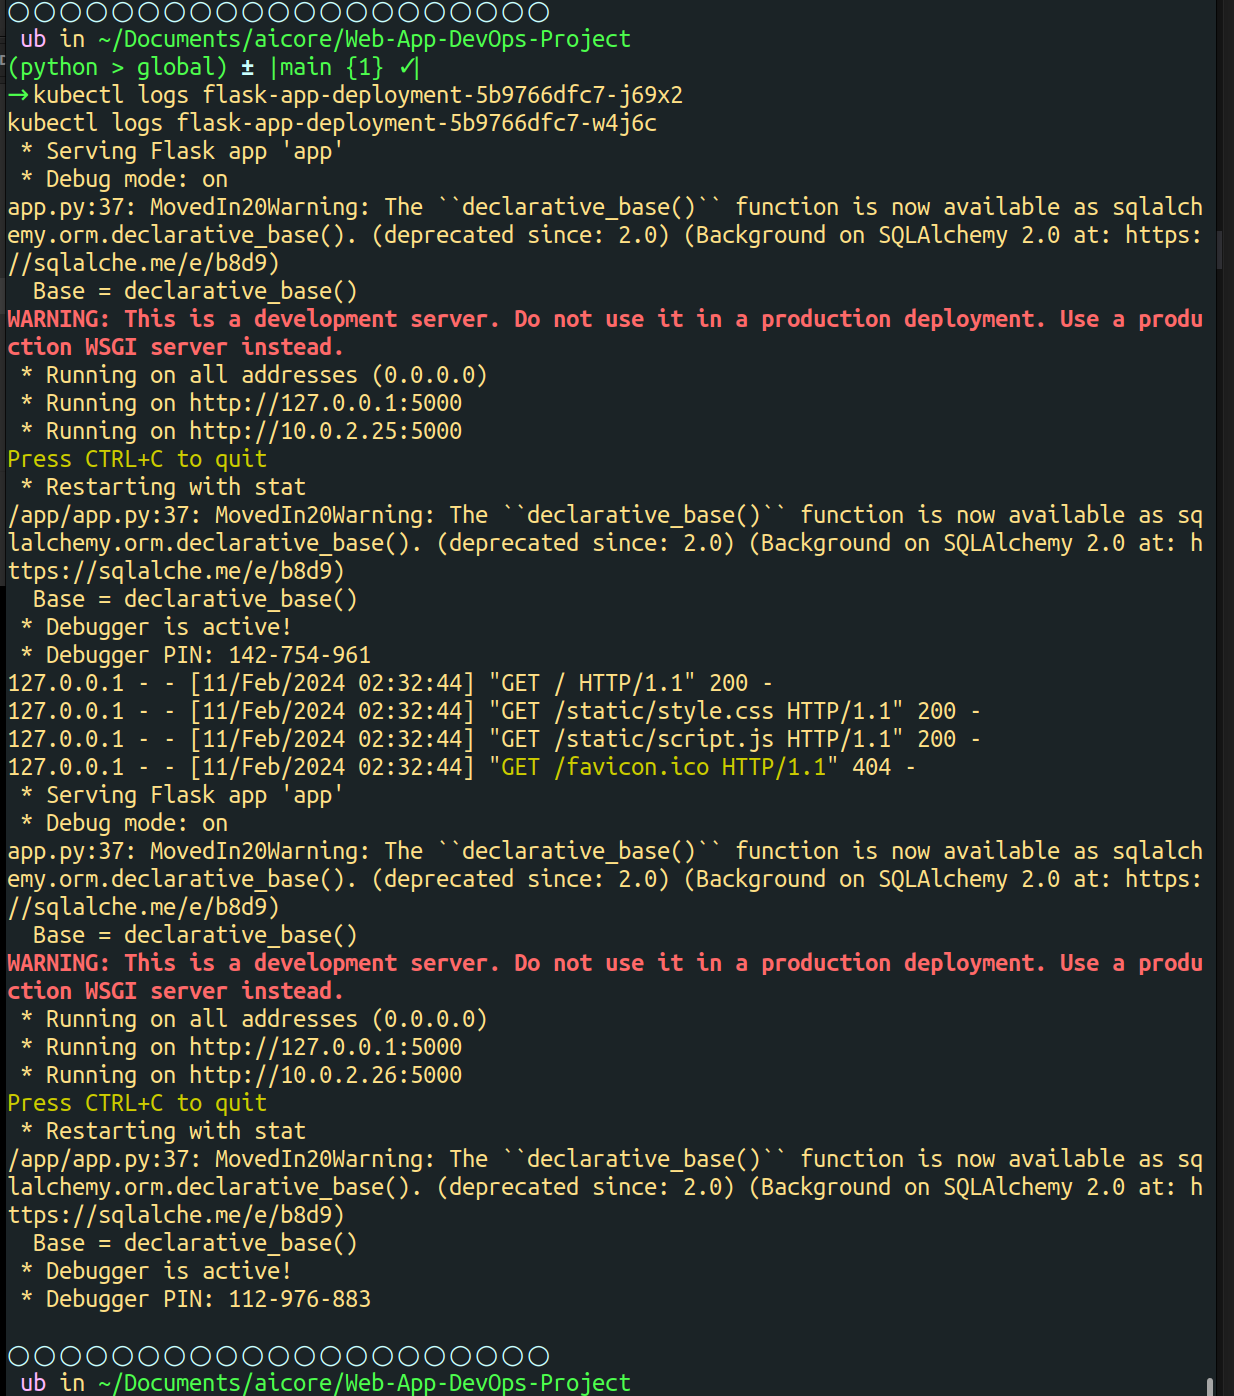 ○○○○○○○○○○○○○○○○○○○○○
ub in ~/Documents/aicore/Web-App-DevOps-Project
(python > global) ± |main {1} ✓|
→kubectl logs flask-app-deployment-5b9766dfc7-j69x2
kubectl logs flask-app-deployment-5b9766dfc7-w4j6c
 * Serving Flask app 'app'
 * Debug mode: on
app.py:37: MovedIn20Warning: The ``declarative_base()`` function is now available as sqlalch
emy.orm.declarative_base(). (deprecated since: 2.0) (Background on SQLAlchemy 2.0 at: https:
//sqlalche.me/e/b8d9)
  Base = declarative_base()
WARNING: This is a development server. Do not use it in a production deployment. Use a produ
ction WSGI server instead.
 * Running on all addresses (0.0.0.0)
 * Running on http://127.0.0.1:5000
 * Running on http://10.0.2.25:5000
Press CTRL+C to quit
 * Restarting with stat
/app/app.py:37: MovedIn20Warning: The ``declarative_base()`` function is now available as sq
lalchemy.orm.declarative_base(). (deprecated since: 2.0) (Background on SQLAlchemy 2.0 at: h
ttps://sqlalche.me/e/b8d9)
  Base = declarative_base()
 * Debugger is active!
 * Debugger PIN: 142-754-961
127.0.0.1 - - [11/Feb/2024 02:32:44] "GET / HTTP/1.1" 200 -
127.0.0.1 - - [11/Feb/2024 02:32:44] "GET /static/style.css HTTP/1.1" 200 -
127.0.0.1 - - [11/Feb/2024 02:32:44] "GET /static/script.js HTTP/1.1" 200 -
127.0.0.1 - - [11/Feb/2024 02:32:44] "GET /favicon.ico HTTP/1.1" 404 -
 * Serving Flask app 'app'
 * Debug mode: on
app.py:37: MovedIn20Warning: The ``declarative_base()`` function is now available as sqlalch
emy.orm.declarative_base(). (deprecated since: 2.0) (Background on SQLAlchemy 2.0 at: https:
//sqlalche.me/e/b8d9)
  Base = declarative_base()
WARNING: This is a development server. Do not use it in a production deployment. Use a produ
ction WSGI server instead.
 * Running on all addresses (0.0.0.0)
 * Running on http://127.0.0.1:5000
 * Running on http://10.0.2.26:5000
Press CTRL+C to quit
 * Restarting with stat
/app/app.py:37: MovedIn20Warning: The ``declarative_base()`` function is now available as sq
lalchemy.orm.declarative_base(). (deprecated since: 2.0) (Background on SQLAlchemy 2.0 at: h
ttps://sqlalche.me/e/b8d9)
  Base = declarative_base()
 * Debugger is active!
 * Debugger PIN: 112-976-883
○○○○○○○○○○○○○○○○○○○○○
ub in ~/Documents/aicore/Web-App-DevOps-Project